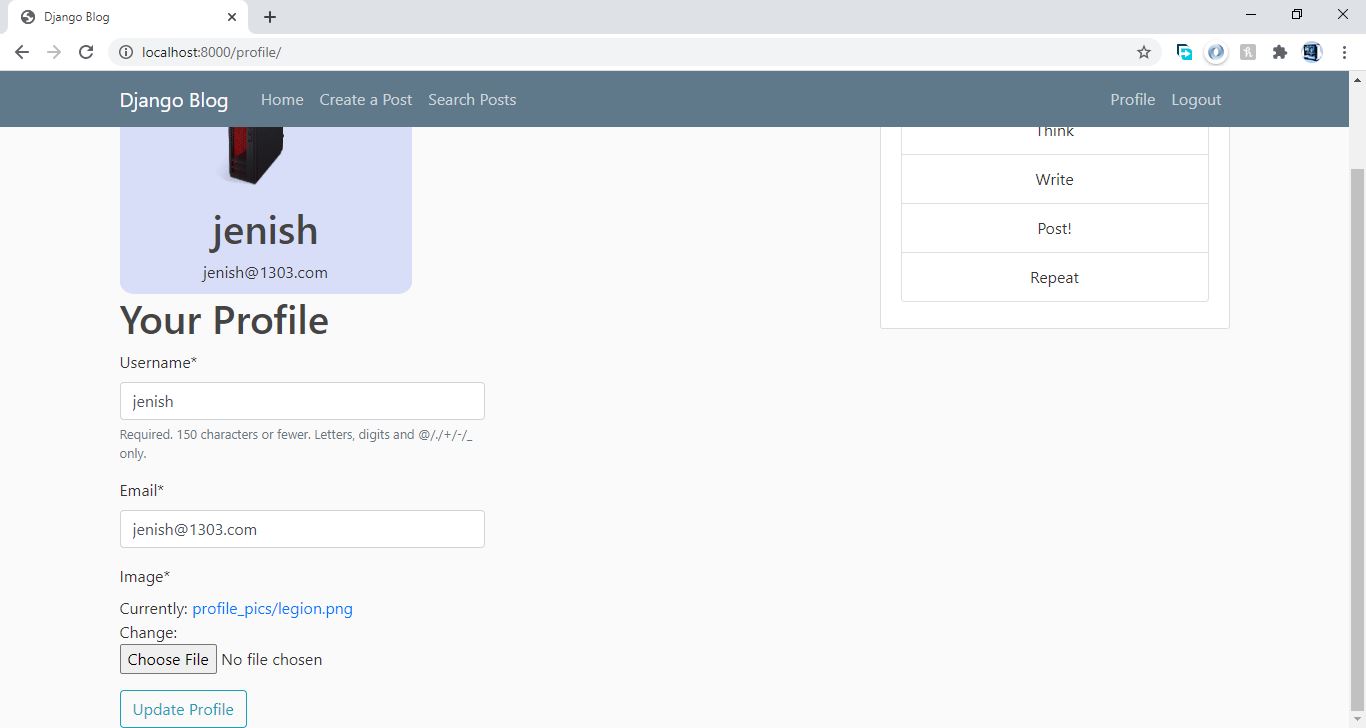 Django Blog
localhost:8000/profile/
Django Blog Home Create a Post Search Posts Profile Logout
jenish
jenish@1303.com
Your Profile
Username*
jenish
Required. 150 characters or fewer. Letters, digits and @/./+/-/_
only.
Email*
jenish@1303.com
Image*
Currently: profile_pics/legion.png
Change:
Choose File No file chosen
Update Profile
Think
Write
Post!
Repeat